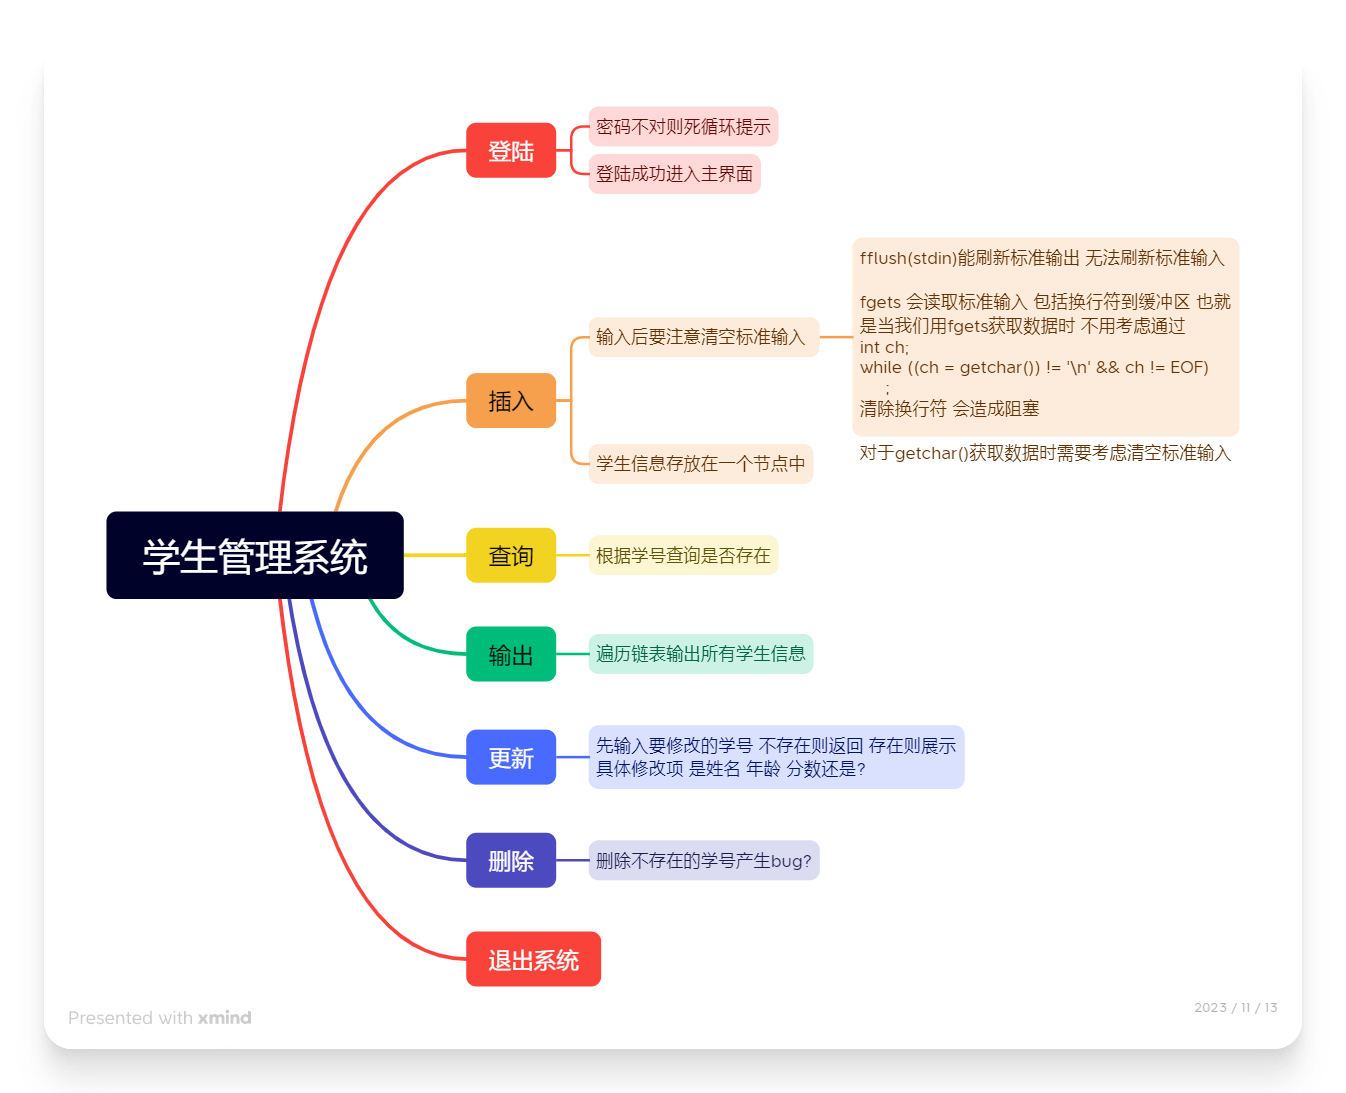 登陆
密码不对则死循环提示
登陆成功进入主界面
插入
输入后要注意清空标准输入
fflush(stdin)能刷新标准输出 无法刷新标准输入
fgets 会读取标准输入 包括换行符到缓冲区 也就
是当我们用fgets获取数据时 不用考虑通过
int ch;
while ((ch = getchar()) != '\n' && ch != EOF)
;
清除换行符 会造成阻塞
对于getchar()获取数据时需要考虑清空标准输入
学生信息存放在一个节点中
学生管理系统
查询
根据学号查询是否存在
输出
遍历链表输出所有学生信息
更新
先输入要修改的学号 不存在则返回 存在则展示
具体修改项 是姓名 年龄 分数还是?
删除
删除不存在的学号产生bug?
退出系统
Presented with xmind
2023 / 11 / 13